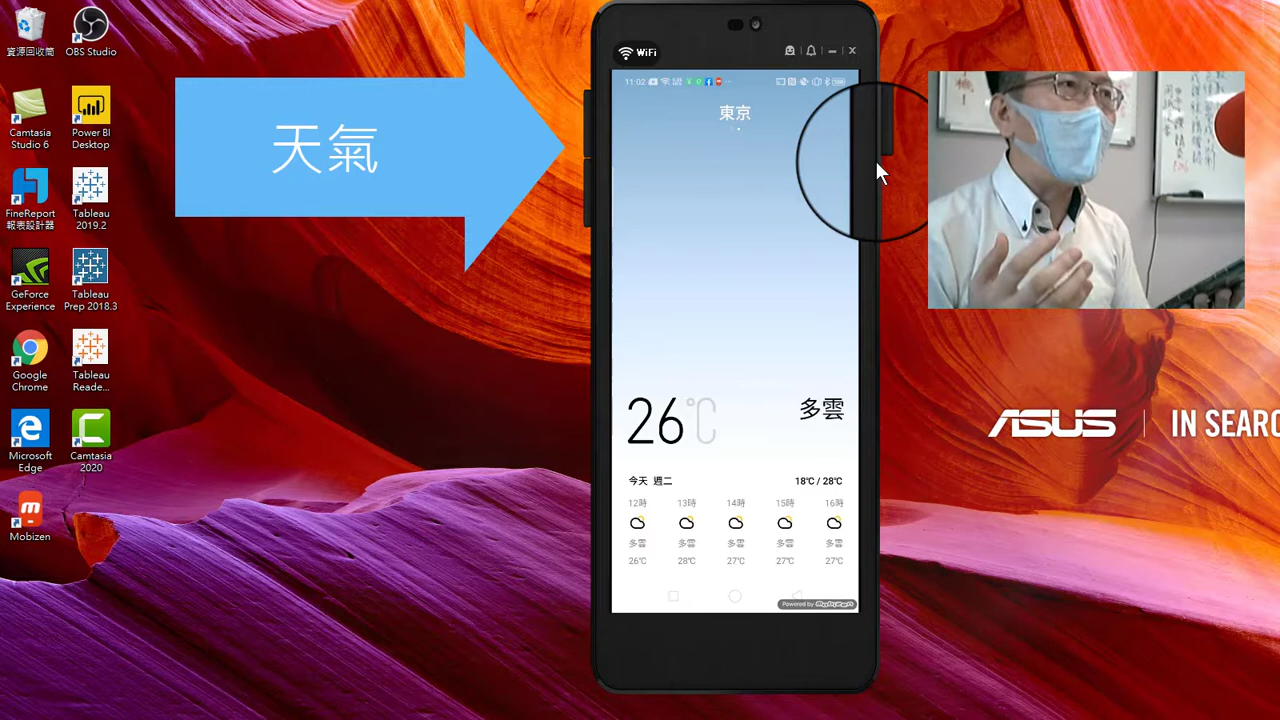 資源回收筒
OBS Studio
Camtasia
Studio 6
Power BI
Desktop
FineReport
報表設計器
Tableau
2019.2
GeForce
Experience
Tableau
Prep 2018.3
Google
Chrome
Tableau
Reade...
Microsoft
Edge
Camtasia
2020
Mobizen
天氣
WiFi
11:02
東京
26℃
多雲
今天 週二
18℃ / 28℃
12時 13時 14時 15時 16時
多雲 多雲 多雲 多雲 多雲
26℃ 28℃ 27℃ 27℃ 27℃
Powered by
ASUS
IN SEARC